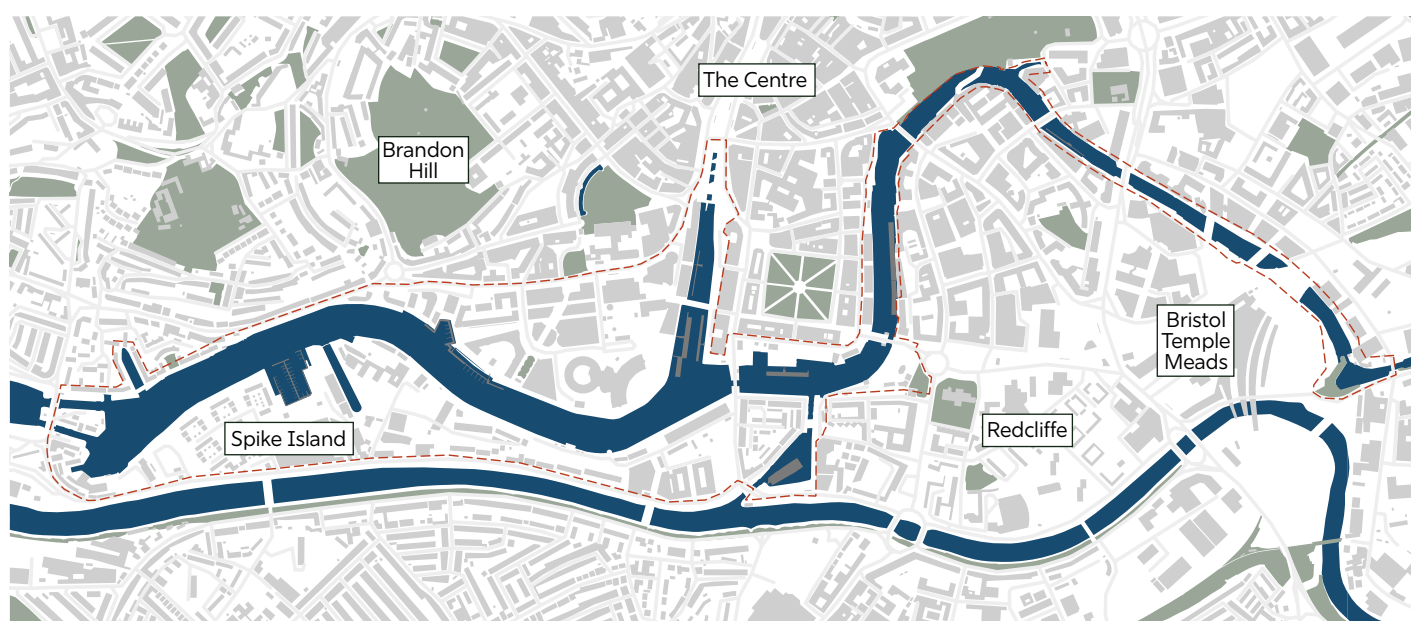 The Centre
Brandon
Hill
Bristol
Temple
Meads
Spike Island
Redcliffe